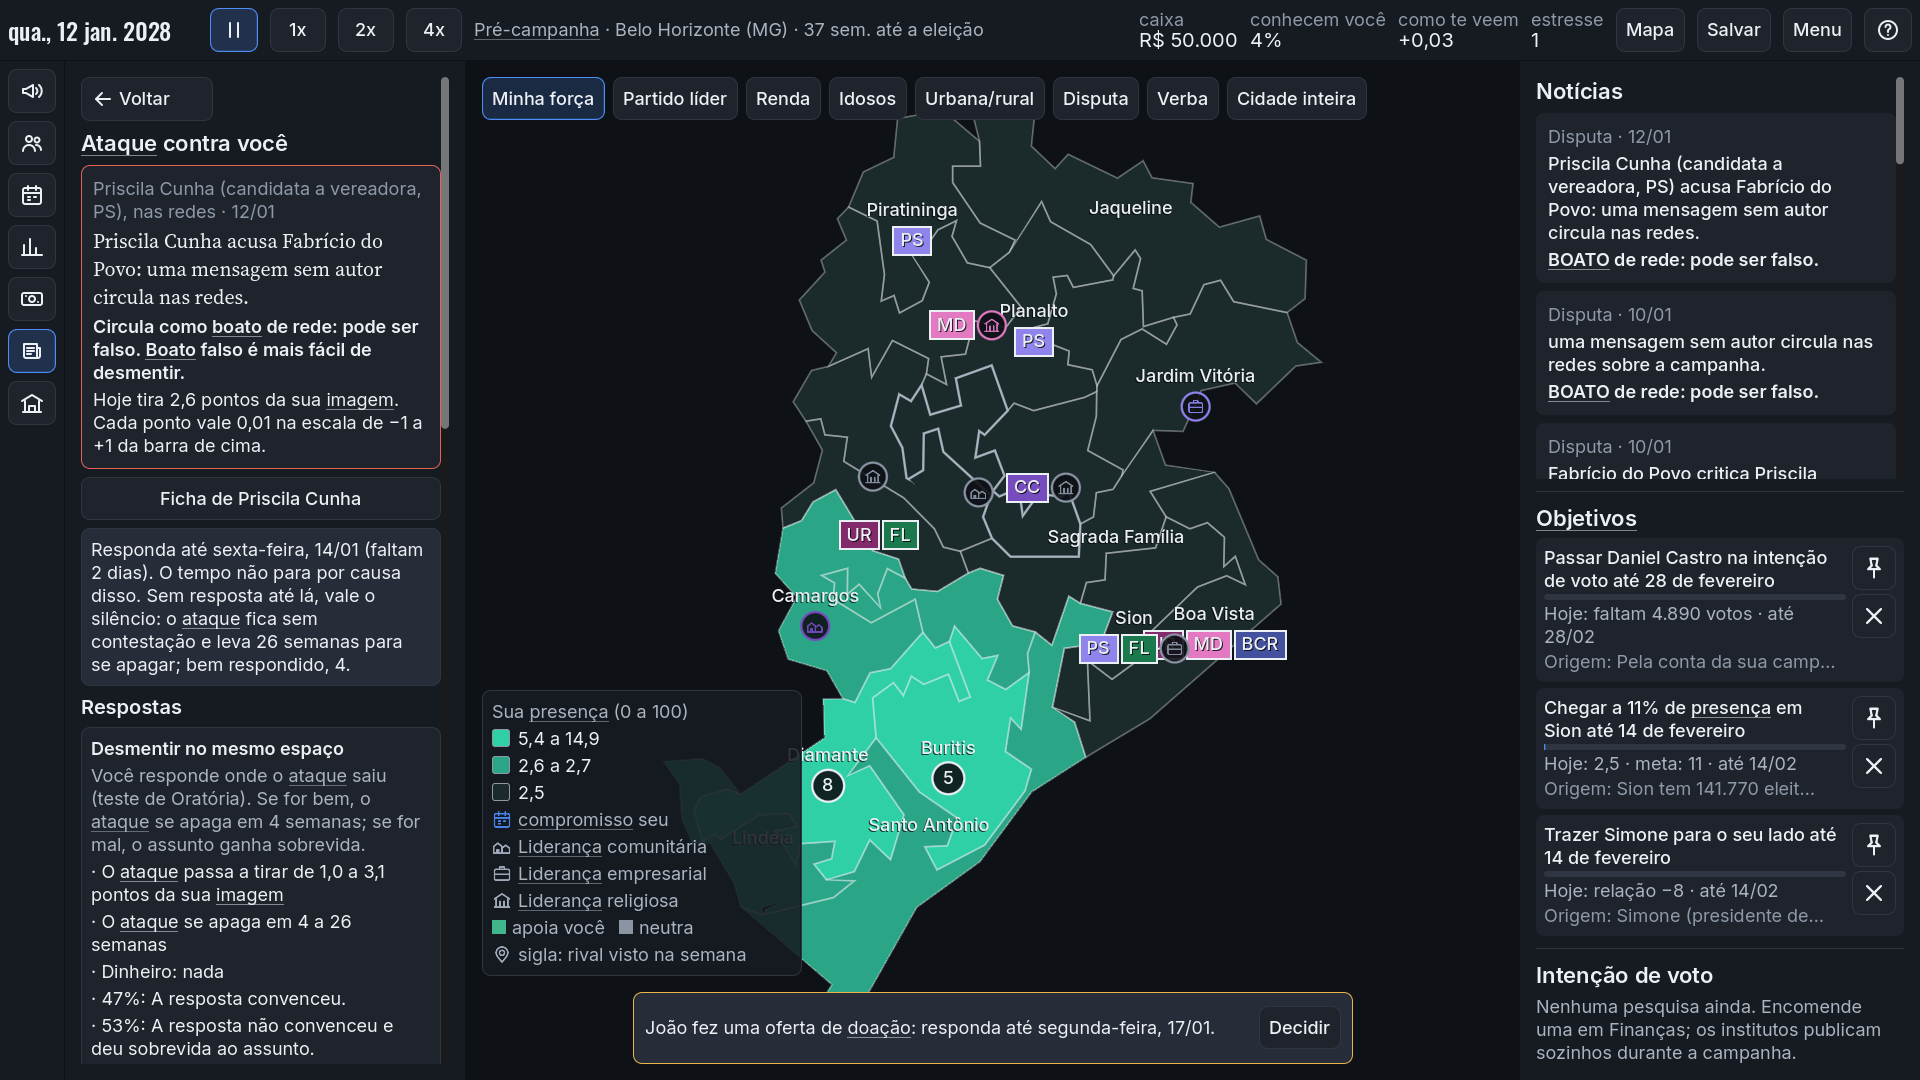 qua., 12 jan. 2028
1x
2x
4x
Pré-campanha · Belo Horizonte (MG) · 37 sem. até a eleição
caixa
R$ 50.000
conhecem você
4%
como te veem
+0,03
estresse
1
Mapa
Salvar
Menu
Voltar
Ataque contra você
Priscila Cunha (candidata a vereadora,
PS), nas redes · 12/01
Priscila Cunha acusa Fabrício do
Povo: uma mensagem sem autor
circula nas redes.
Circula como boato de rede: pode ser
falso. Boato falso é mais fácil de
desmentir.
Hoje tira 2,6 pontos da sua imagem.
Cada ponto vale 0,01 na escala de −1 a
+1 da barra de cima.
Ficha de Priscila Cunha
Responda até sexta-feira, 14/01 (faltam
2 dias). O tempo não para por causa
disso. Sem resposta até lá, vale o
silêncio: o ataque fica sem
contestação e leva 26 semanas para
se apagar; bem respondido, 4.
Respostas
Desmentir no mesmo espaço
Você responde onde o ataque saiu
(teste de Oratória). Se for bem, o
ataque se apaga em 4 semanas; se for
mal, o assunto ganha sobrevida.
· O ataque passa a tirar de 1,0 a 3,1
pontos da sua imagem
· O ataque se apaga em 4 a 26
semanas
· Dinheiro: nada
· 47%: A resposta convenceu.
· 53%: A resposta não convenceu e
deu sobrevida ao assunto.
Minha força
Partido líder
Renda
Idosos
Urbana/rural
Disputa
Verba
Cidade inteira
Piratininga
PS
Jaqueline
Planalto
MD
PS
Jardim Vitória
CC
Sagrada Família
UR FL
Camargos
Sion
Boa Vista
PS FL MD BCR
Diamante
8
Buritis
5
Santo Antônio
Lindéia
Sua presença (0 a 100)
5,4 a 14,9
2,6 a 2,7
2,5
compromisso seu
Liderança comunitária
Liderança empresarial
Liderança religiosa
apoia você
neutra
sigla: rival visto na semana
João fez uma oferta de doação: responda até segunda-feira, 17/01.
Decidir
Notícias
Disputa · 12/01
Priscila Cunha (candidata a
vereadora, PS) acusa Fabrício do
Povo: uma mensagem sem autor
circula nas redes.
BOATO de rede: pode ser falso.
Disputa · 10/01
uma mensagem sem autor circula nas
redes sobre a campanha.
BOATO de rede: pode ser falso.
Disputa · 10/01
Fabrício do Povo critica Priscila
Objetivos
Passar Daniel Castro na intenção
de voto até 28 de fevereiro
Hoje: faltam 4.890 votos · até
28/02
Origem: Pela conta da sua camp...
Chegar a 11% de presença em
Sion até 14 de fevereiro
Hoje: 2,5 · meta: 11 · até 14/02
Origem: Sion tem 141.770 eleit...
Trazer Simone para o seu lado até
14 de fevereiro
Hoje: relação −8 · até 14/02
Origem: Simone (presidente de...
Intenção de voto
Nenhuma pesquisa ainda. Encomende
uma em Finanças; os institutos publicam
sozinhos durante a campanha.